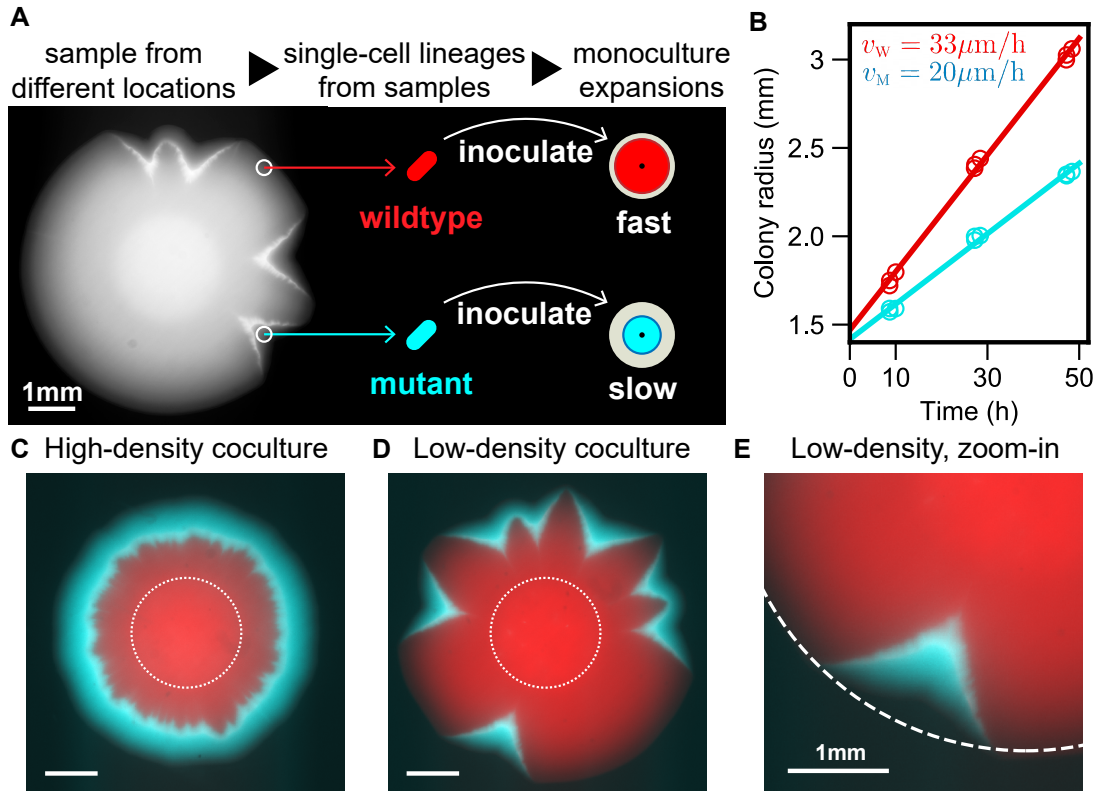 A
sample from
different locations
single-cell lineages
from samples
monoculture
expansions
inoculate
wildtype
fast
inoculate
mutant
slow
1mm
B
v_W = 33μm/h
v_M = 20μm/h
Colony radius (mm)
3
2.5
2.0
1.5
0
10
30
50
Time (h)
C High-density coculture
D Low-density coculture
E Low-density, zoom-in
1mm